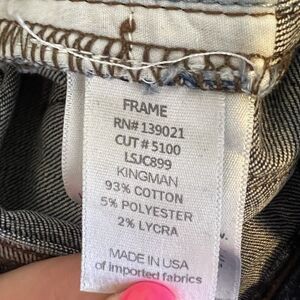 FRAME
RN# 139021
CUT # 5100
LSJC899
KINGMAN
93% COTTON
5% POLYESTER
2% LYCRA
MADE IN USA
of imported fabrics